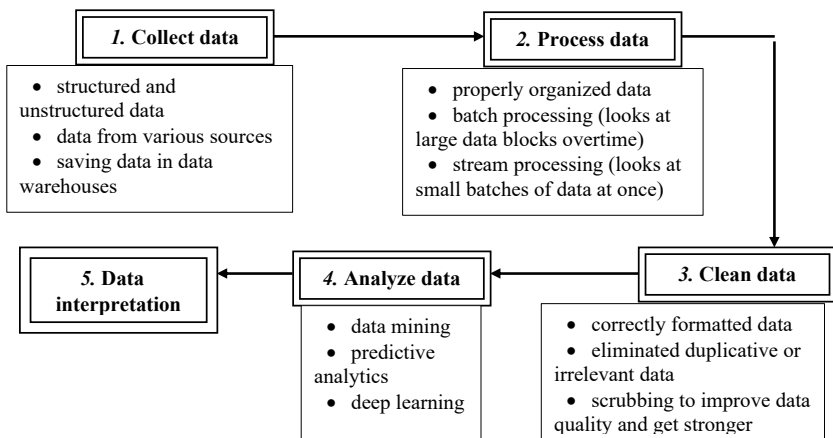 1. Collect data
• structured and
unstructured data
• data from various sources
• saving data in data
warehouses
2. Process data
• properly organized data
• batch processing (looks at
large data blocks overtime)
• stream processing (looks at
small batches of data at once)
3. Clean data
• correctly formatted data
• eliminated duplicative or
irrelevant data
• scrubbing to improve data
quality and get stronger
4. Analyze data
• data mining
• predictive
analytics
• deep learning
5. Data
interpretation